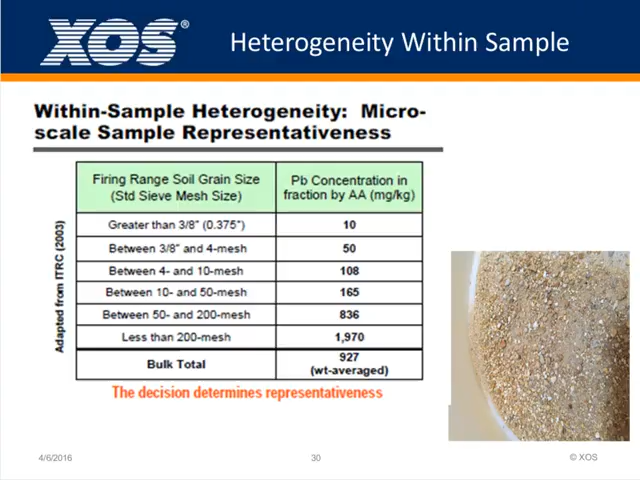 XOS®
Heterogeneity Within Sample
Within-Sample Heterogeneity: Micro-
scale Sample Representativeness
Adapted from ITRC (2003)
Firing Range Soil Grain Size
(Std Sieve Mesh Size)
Pb Concentration in
fraction by AA (mg/kg)
Greater than 3/8" (0.375")
10
Between 3/8" and 4-mesh
50
Between 4- and 10-mesh
108
Between 10- and 50-mesh
165
Between 50- and 200-mesh
836
Less than 200-mesh
1,970
Bulk Total
927
(wt-averaged)
The decision determines representativeness
4/6/2016
30
© XOS